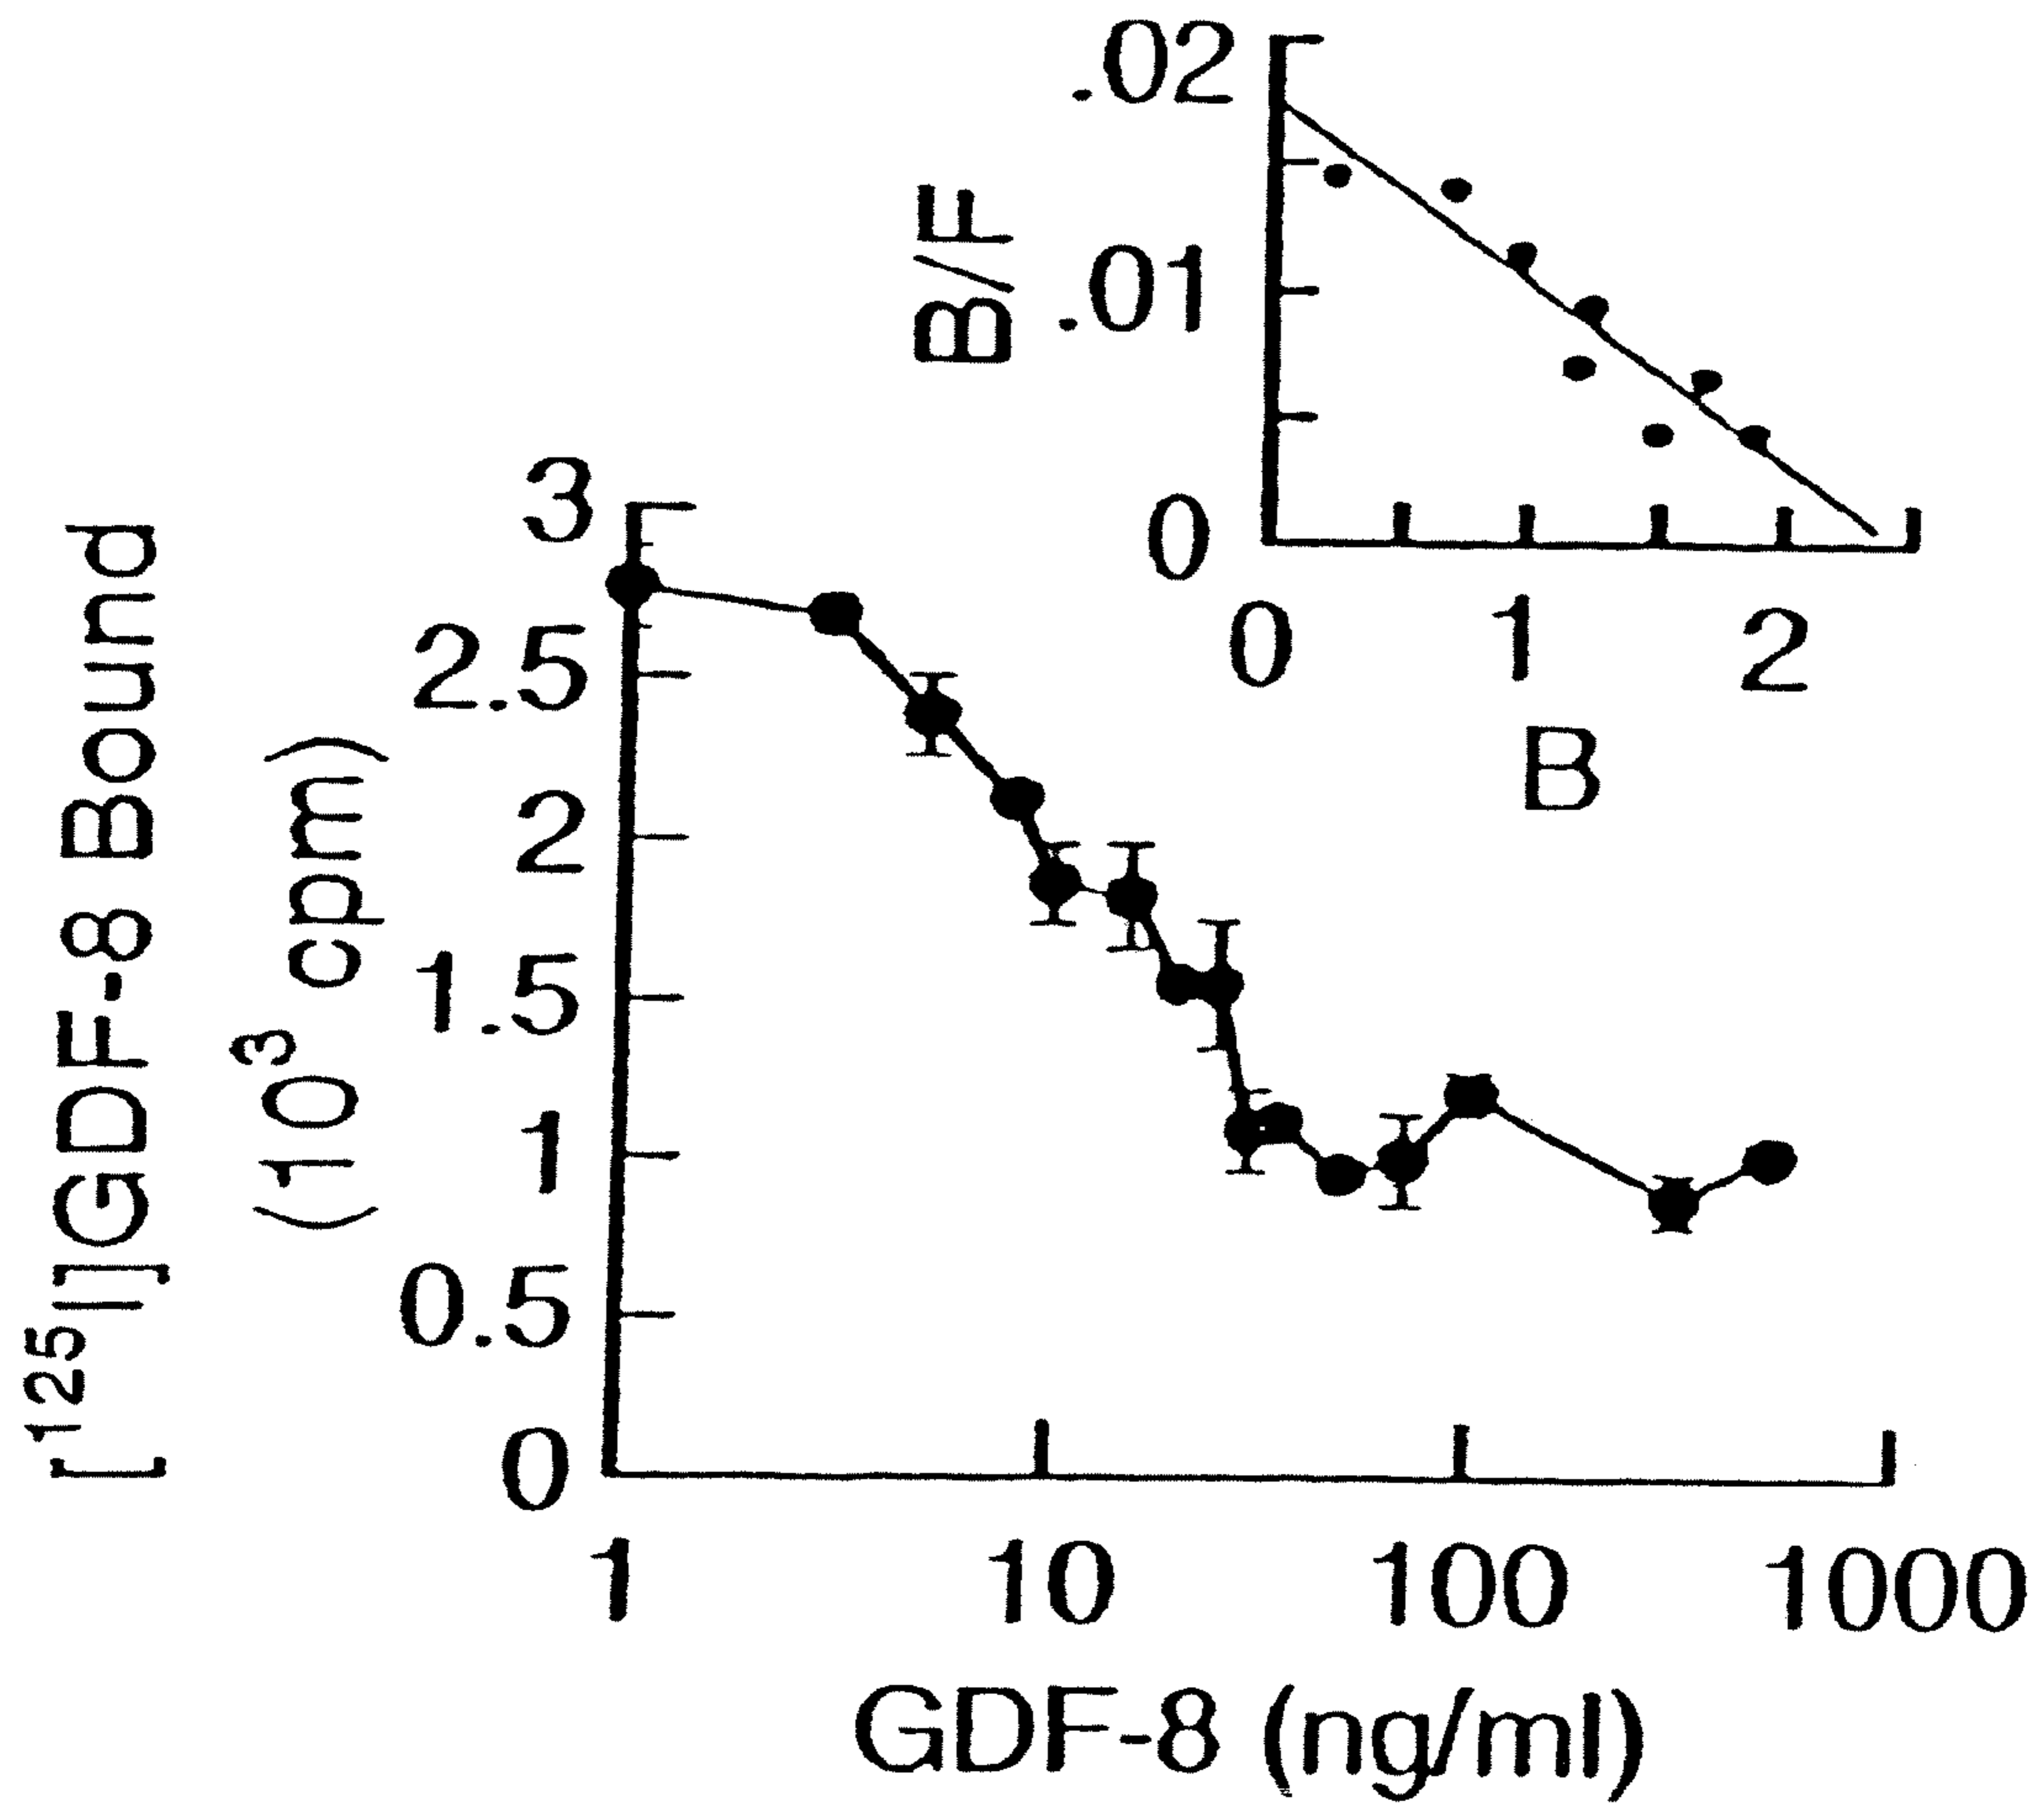 .02
.01
0
B/F
0 1 2
B
3
2.5
2
1.5
1
0.5
0
[¹²⁵I]GDF-8 Bound
(10³ cpm)
1 10 100 1000
GDF-8 (ng/ml)